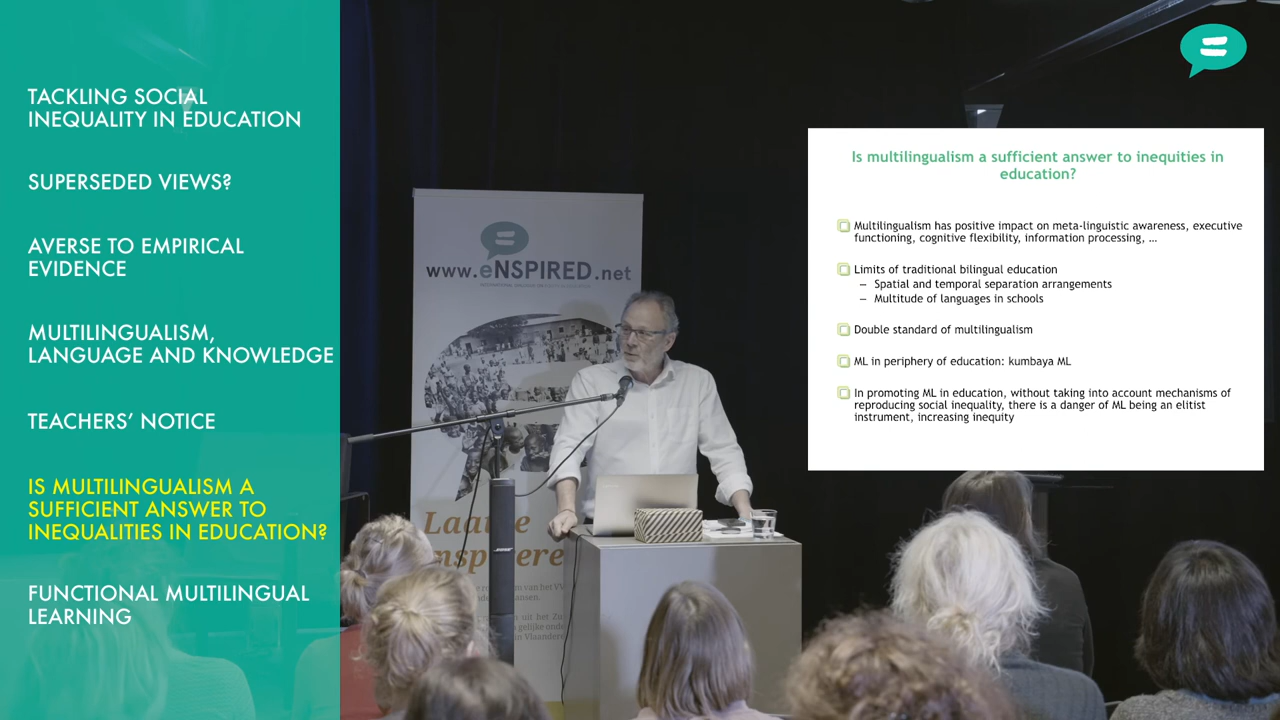 TACKLING SOCIAL
INEQUALITY IN EDUCATION
SUPERSEDED VIEWS?
AVERSE TO EMPIRICAL
EVIDENCE
MULTILINGUALISM,
LANGUAGE AND KNOWLEDGE
TEACHERS’ NOTICE
IS MULTILINGUALISM A
SUFFICIENT ANSWER TO
INEQUALITIES IN EDUCATION?
FUNCTIONAL MULTILINGUAL
LEARNING
www.eNSPIRED.net
Is multilingualism a sufficient answer to inequities in
education?
Multilingualism has positive impact on meta-linguistic awareness, executive
functioning, cognitive flexibility, information processing, …
Limits of traditional bilingual education
– Spatial and temporal separation arrangements
– Multitude of languages in schools
Double standard of multilingualism
ML in periphery of education: kumbaya ML
In promoting ML in education, without taking into account mechanisms of
reproducing social inequality, there is a danger of ML being an elitist
instrument, increasing inequity